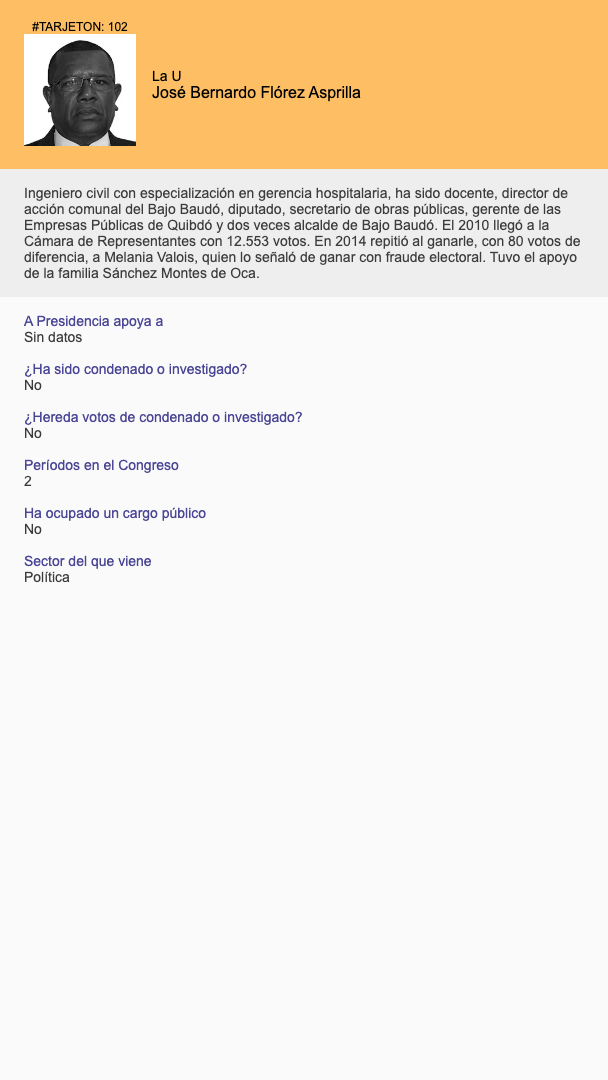 #TARJETON: 102
La U
José Bernardo Flórez Asprilla
Ingeniero civil con especialización en gerencia hospitalaria, ha sido docente, director de
acción comunal del Bajo Baudó, diputado, secretario de obras públicas, gerente de las
Empresas Públicas de Quibdó y dos veces alcalde de Bajo Baudó. El 2010 llegó a la
Cámara de Representantes con 12.553 votos. En 2014 repitió al ganarle, con 80 votos de
diferencia, a Melania Valois, quien lo señaló de ganar con fraude electoral. Tuvo el apoyo
de la familia Sánchez Montes de Oca.
A Presidencia apoya a
Sin datos
¿Ha sido condenado o investigado?
No
¿Hereda votos de condenado o investigado?
No
Períodos en el Congreso
2
Ha ocupado un cargo público
No
Sector del que viene
Política